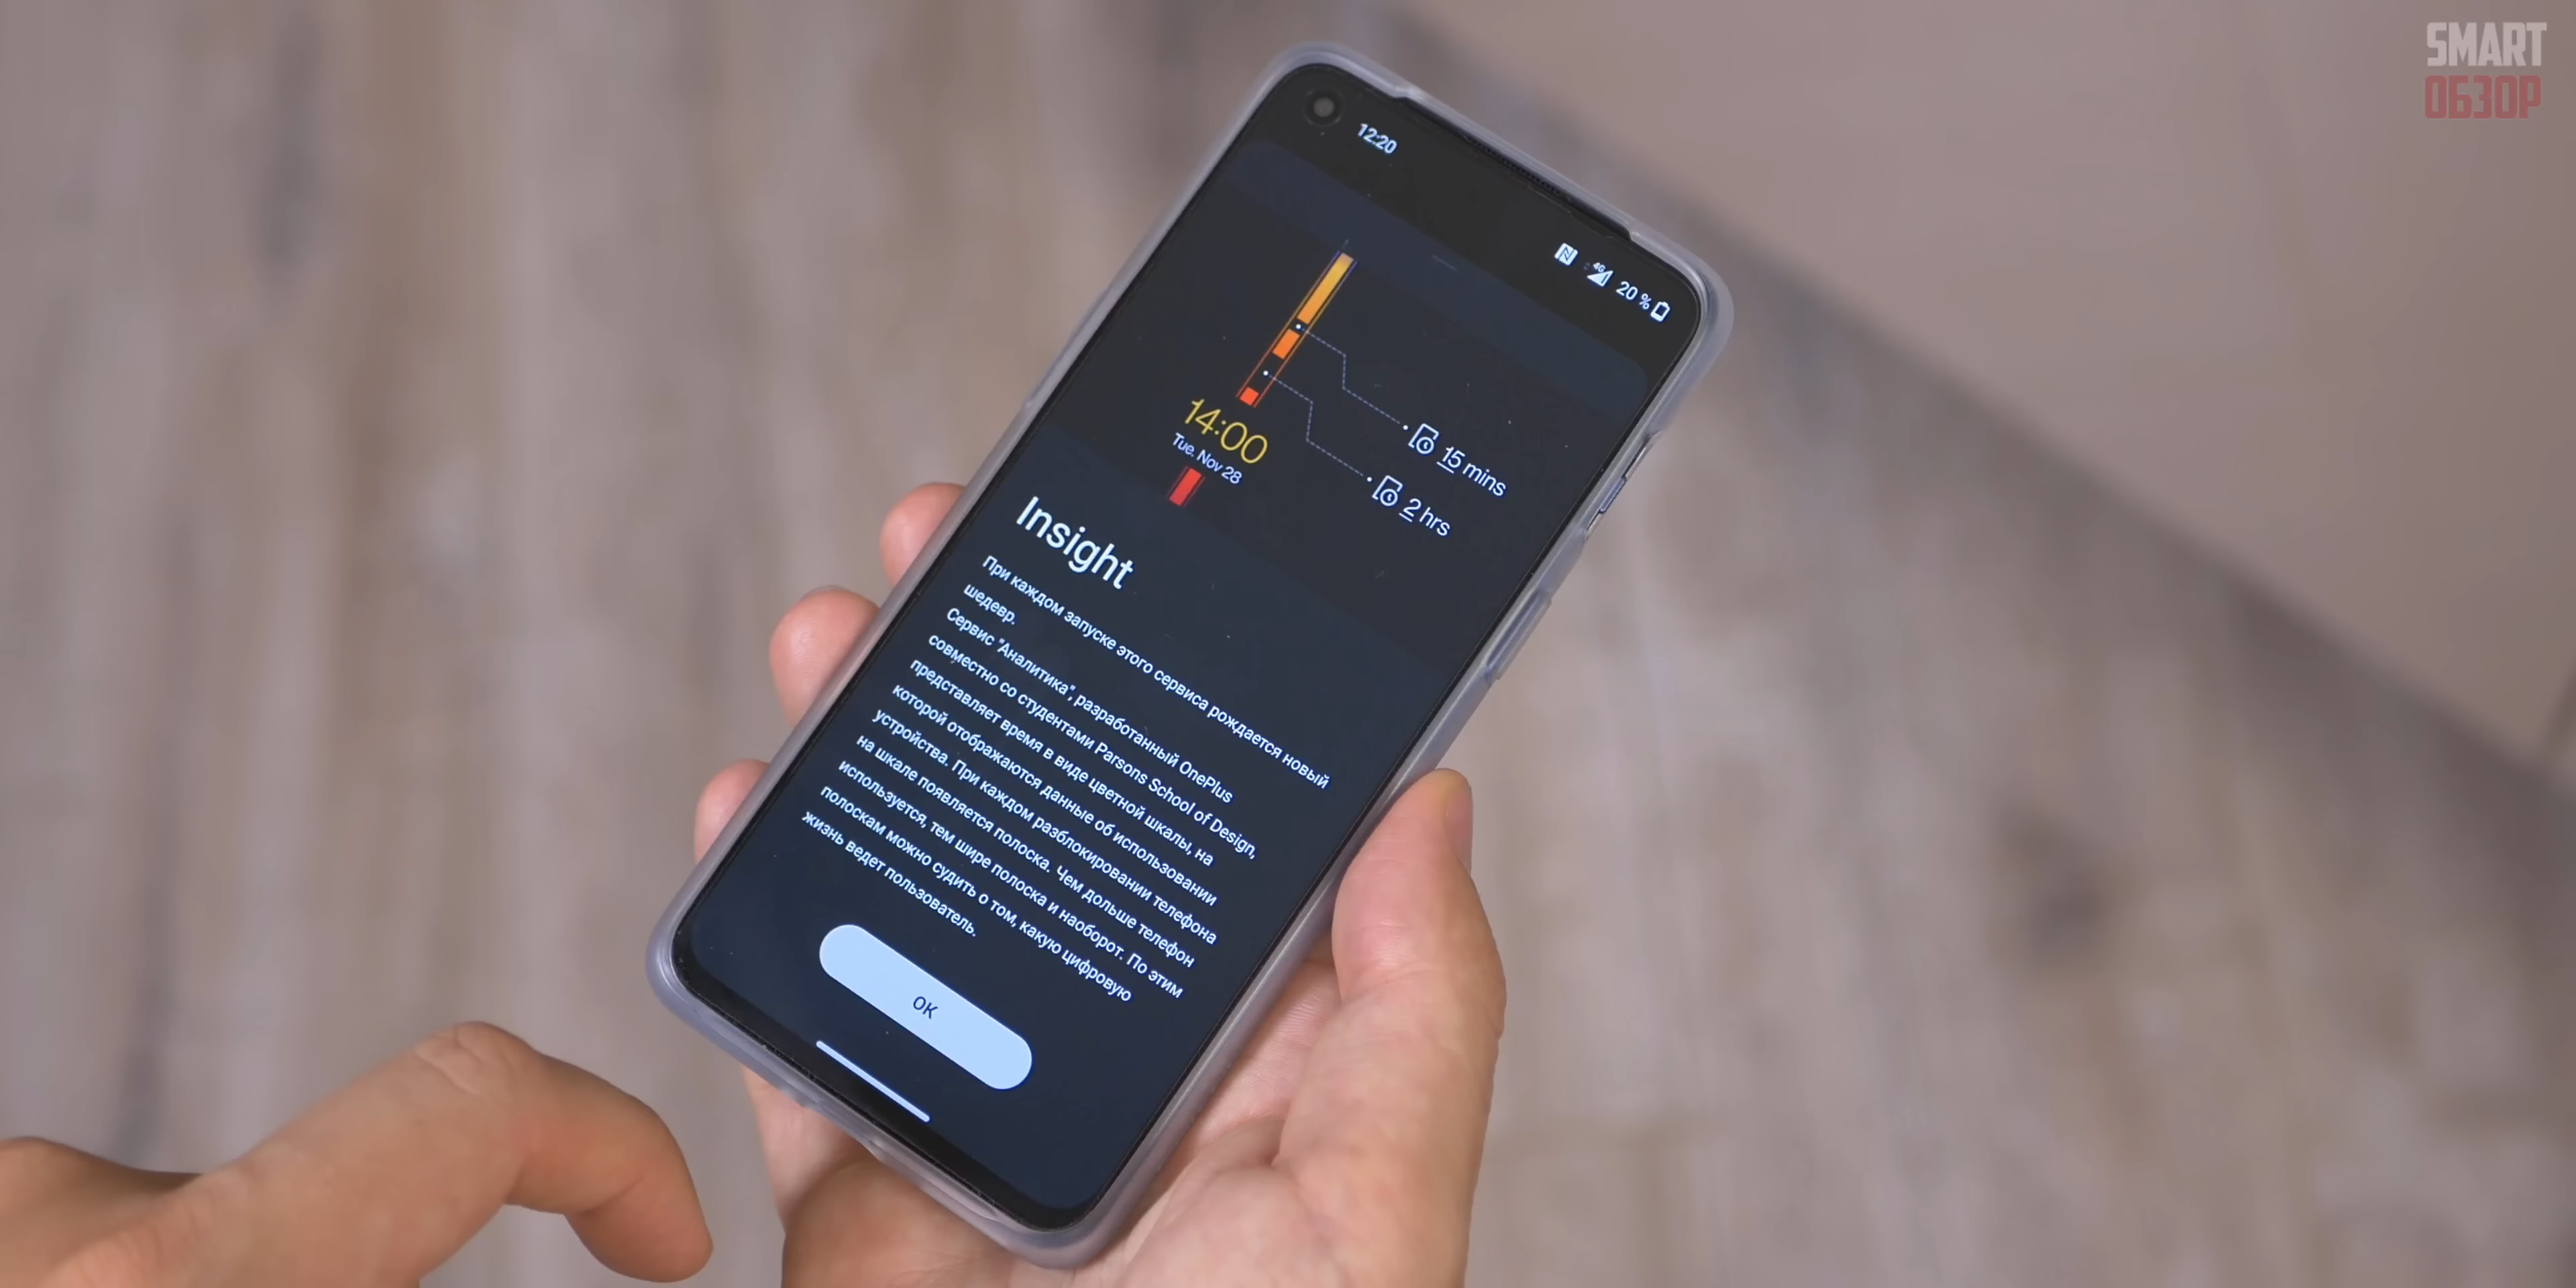 SMART
ОБЗОР
12:20
4G 20 %
15 mins
2 hrs
14:00
Tue. Nov 28
Insight
При каждом запуске этого сервиса рождается новый
шедевр.
Сервис "Аналитика", разработанный OnePlus
совместно со студентами Parsons School of Design,
представляет время в виде цветной шкалы, на
которой отображаются данные об использовании
устройства. При каждом разблокировании телефона
на шкале появляется полоска. Чем дольше телефон
используется, тем шире полоска и наоборот. По этим
полоскам можно судить о том, какую цифровую
жизнь ведет пользователь.
OK